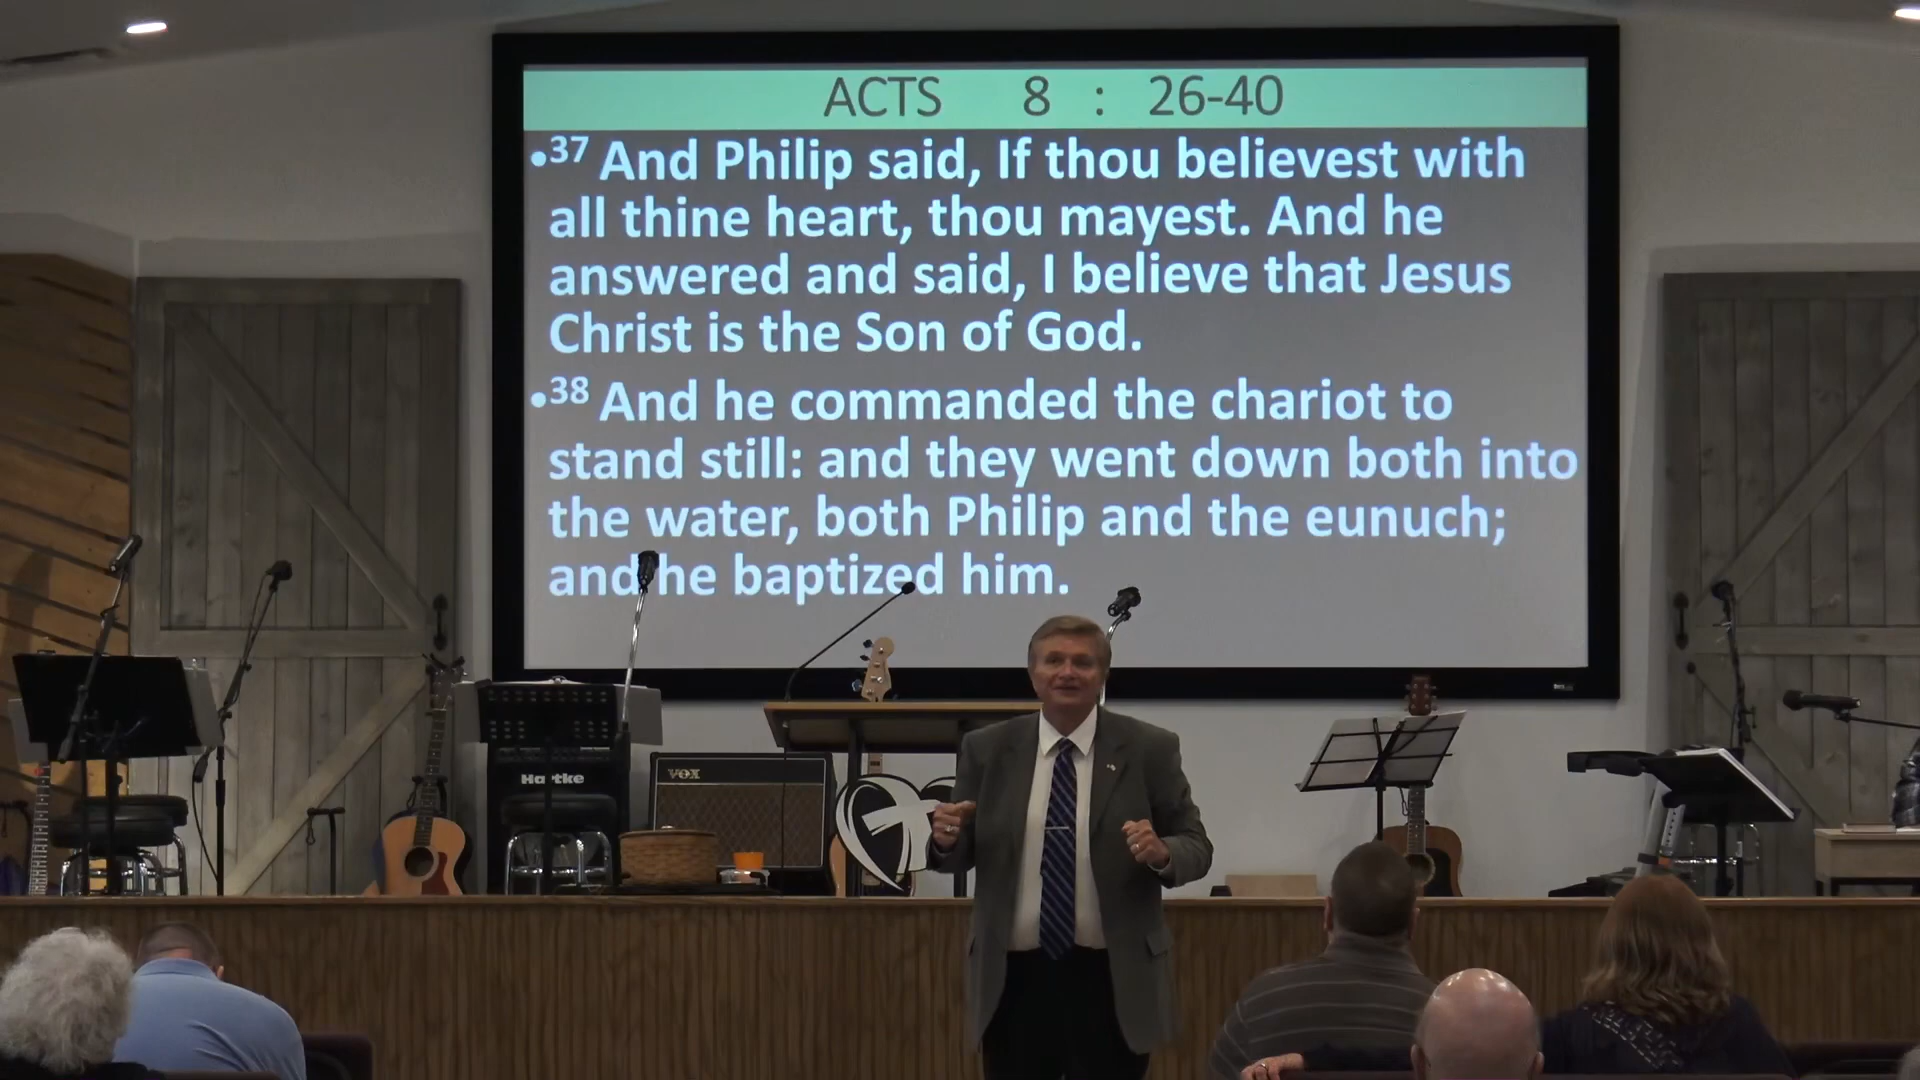 ACTS 8 : 26-40
•37 And Philip said, If thou believest with
all thine heart, thou mayest. And he
answered and said, I believe that Jesus
Christ is the Son of God.
•38 And he commanded the chariot to
stand still: and they went down both into
the water, both Philip and the eunuch;
and he baptized him.
Hartke
VOX